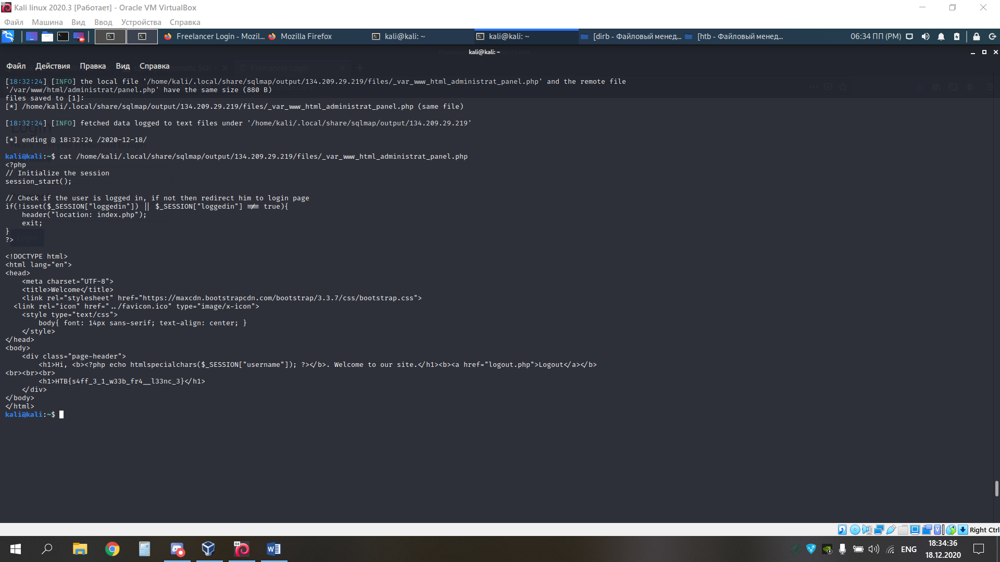 Kali linux 2020.3 [Работает] - Oracle VM VirtualBox
Файл Машина Вид Ввод Устройства Справка
Freelancer Login - Mozil... Mozilla Firefox kali@kali: ~ kali@kali: ~ [dirb - Файловый менед... [htb - Файловый менед... 06:34 ПП (PM)
kali@kali: ~
Файл Действия Правка Вид Справка
[18:32:24] [INFO] the local file '/home/kali/.local/share/sqlmap/output/134.209.29.219/files/_var_www_html_administrat_panel.php' and the remote file
'/var/www/html/administrat/panel.php' have the same size (880 B)
files saved to [1]:
[*] /home/kali/.local/share/sqlmap/output/134.209.29.219/files/_var_www_html_administrat_panel.php (same file)
[18:32:24] [INFO] fetched data logged to text files under '/home/kali/.local/share/sqlmap/output/134.209.29.219'
[*] ending @ 18:32:24 /2020-12-18/
kali@kali:~$ cat /home/kali/.local/share/sqlmap/output/134.209.29.219/files/_var_www_html_administrat_panel.php
<?php
// Initialize the session
session_start();
// Check if the user is logged in, if not then redirect him to login page
if(!isset($_SESSION["loggedin"]) || $_SESSION["loggedin"] !== true){
    header("location: index.php");
    exit;
}
?>
<!DOCTYPE html>
<html lang="en">
<head>
    <meta charset="UTF-8">
    <title>Welcome</title>
    <link rel="stylesheet" href="https://maxcdn.bootstrapcdn.com/bootstrap/3.3.7/css/bootstrap.css">
  <link rel="icon" href="../favicon.ico" type="image/x-icon">
    <style type="text/css">
        body{ font: 14px sans-serif; text-align: center; }
    </style>
</head>
<body>
    <div class="page-header">
        <h1>Hi, <b><?php echo htmlspecialchars($_SESSION["username"]); ?></b>. Welcome to our site.</h1><b><a href="logout.php">Logout</a></b>
<br><br><br>
        <h1>HTB{s4ff_3_1_w33b_fr4__l33nc_3}</h1>
    </div>
</body>
</html>
kali@kali:~$
Right Ctrl
ENG
18:34:36
18.12.2020